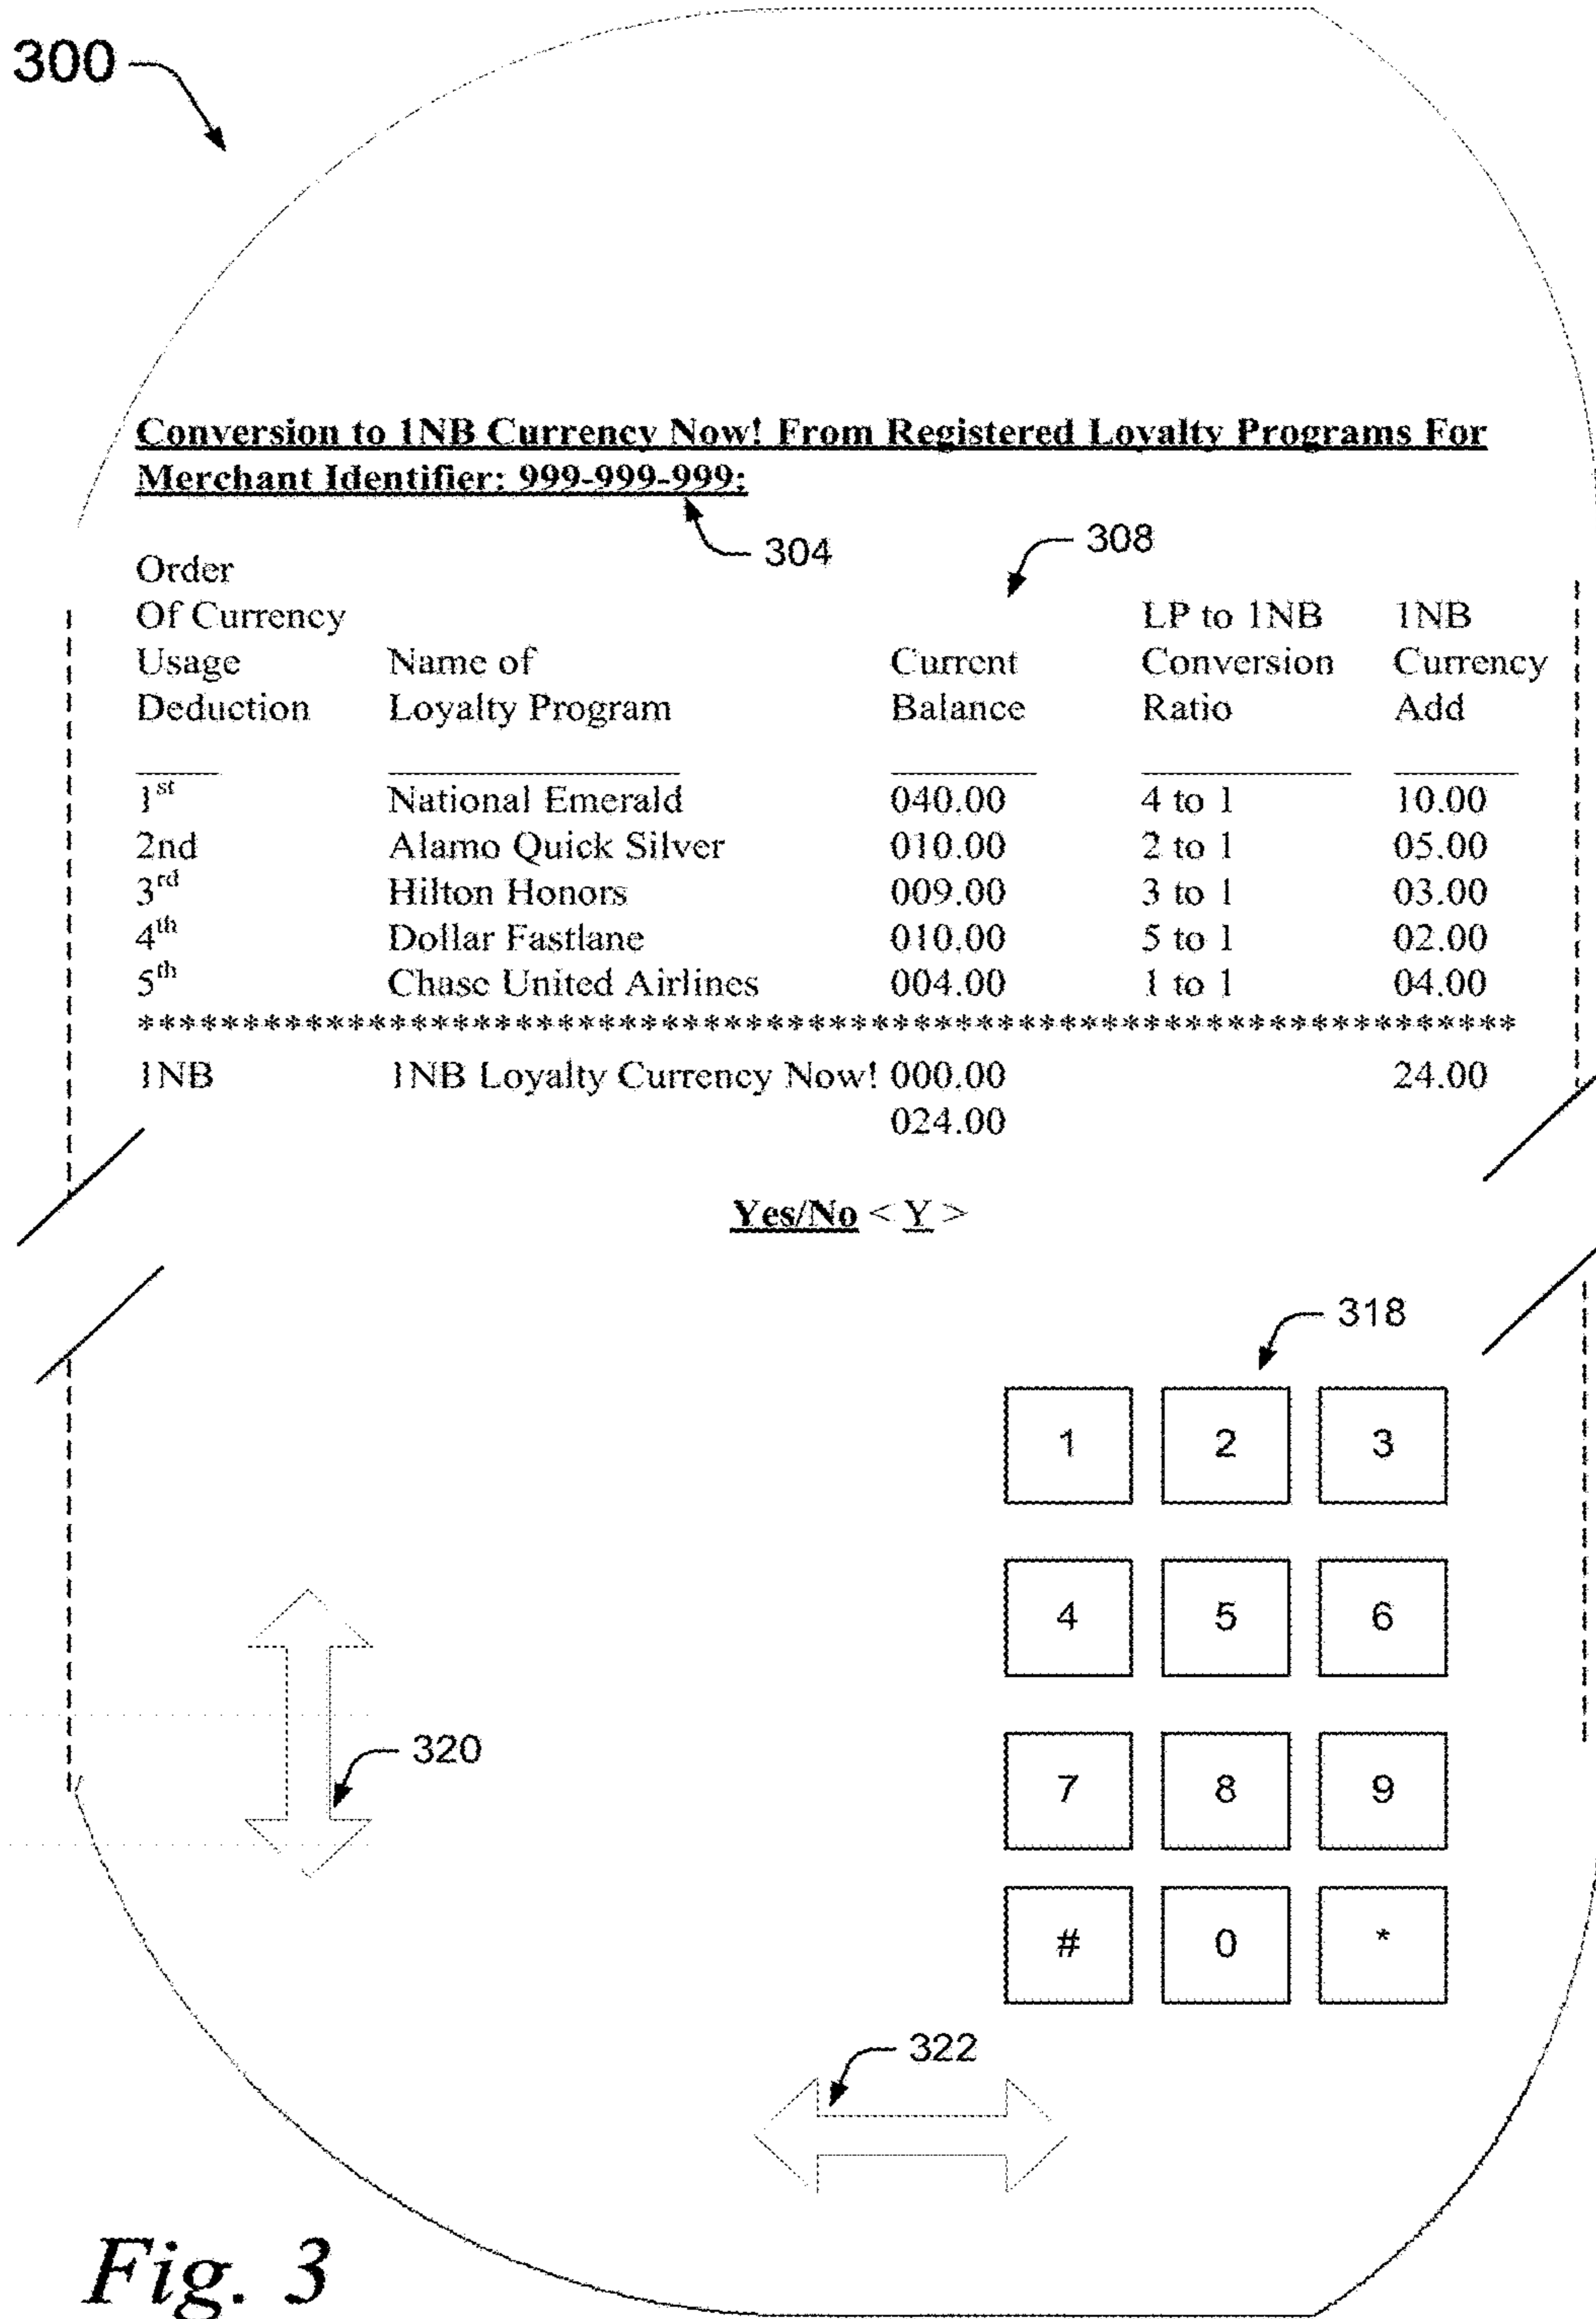 300
Conversion to 1NB Currency Now! From Registered Loyalty Programs For
Merchant Identifier: 999-999-999:
304
308
Order
Of Currency LP to 1NB 1NB
Usage Name of Current Conversion Currency
Deduction Loyalty Program Balance Ratio Add
1st National Emerald 040.00 4 to 1 10.00
2nd Alamo Quick Silver 010.00 2 to 1 05.00
3rd Hilton Honors 009.00 3 to 1 03.00
4th Dollar Fastlane 010.00 5 to 1 02.00
5th Chase United Airlines 004.00 1 to 1 04.00
******************************************************************
1NB 1NB Loyalty Currency Now! 000.00 24.00
024.00
Yes/No < Y >
318
1 2 3
4 5 6
320
7 8 9
# 0 *
322
Fig. 3